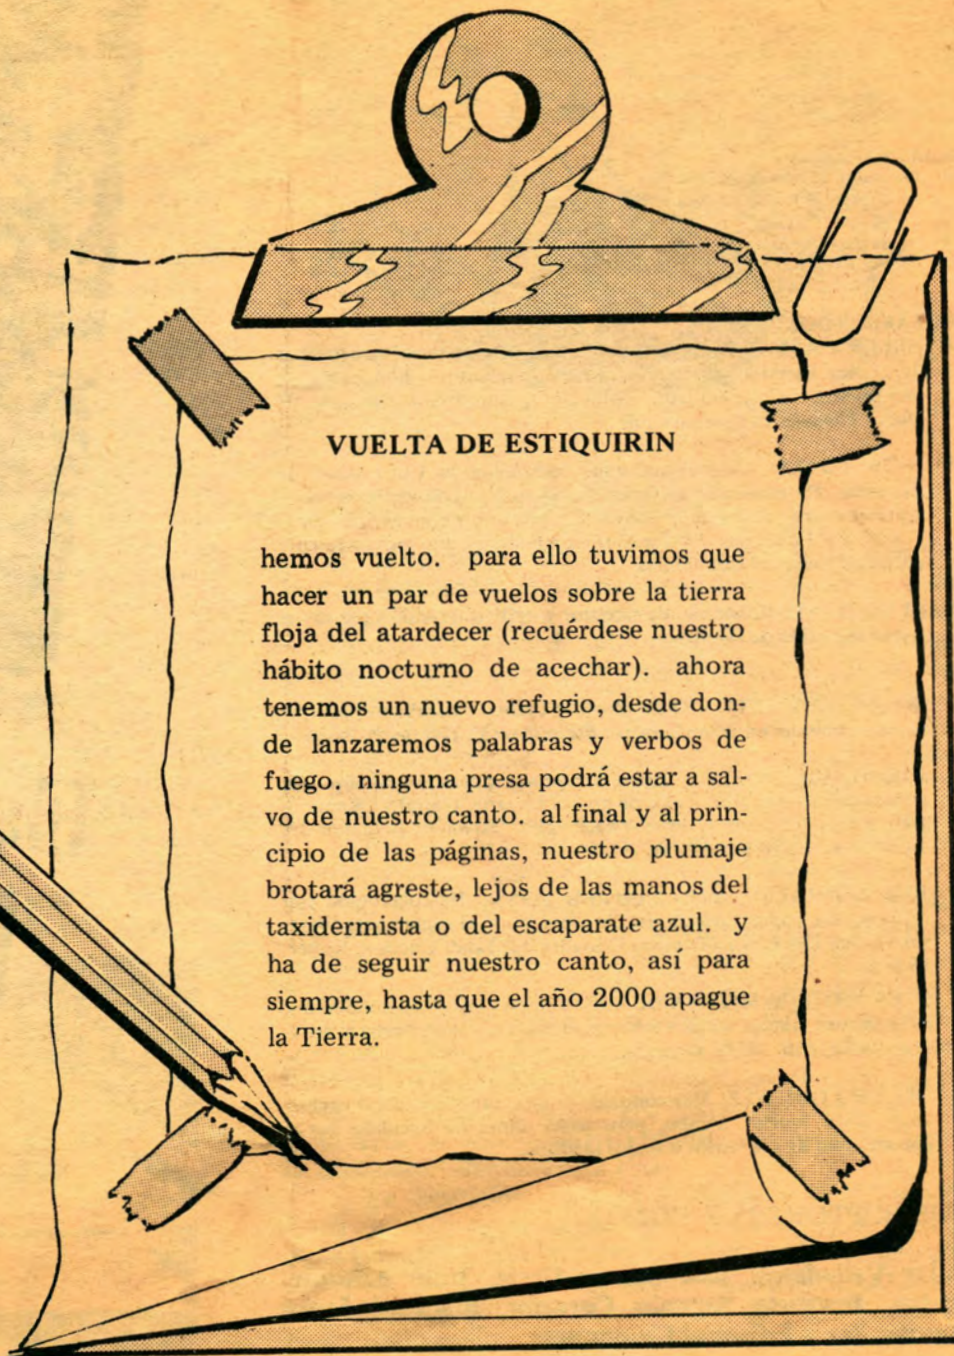 VUELTA DE ESTIQUIRIN
hemos vuelto. para ello tuvimos que
hacer un par de vuelos sobre la tierra
floja del atardecer (recuérdese nuestro
hábito nocturno de acechar). ahora
tenemos un nuevo refugio, desde don-
de lanzaremos palabras y verbos de
fuego. ninguna presa podrá estar a sal-
vo de nuestro canto. al final y al prin-
cipio de las páginas, nuestro plumaje
brotará agreste, lejos de las manos del
taxidermista o del escaparate azul. y
ha de seguir nuestro canto, así para
siempre, hasta que el año 2000 apague
la Tierra.